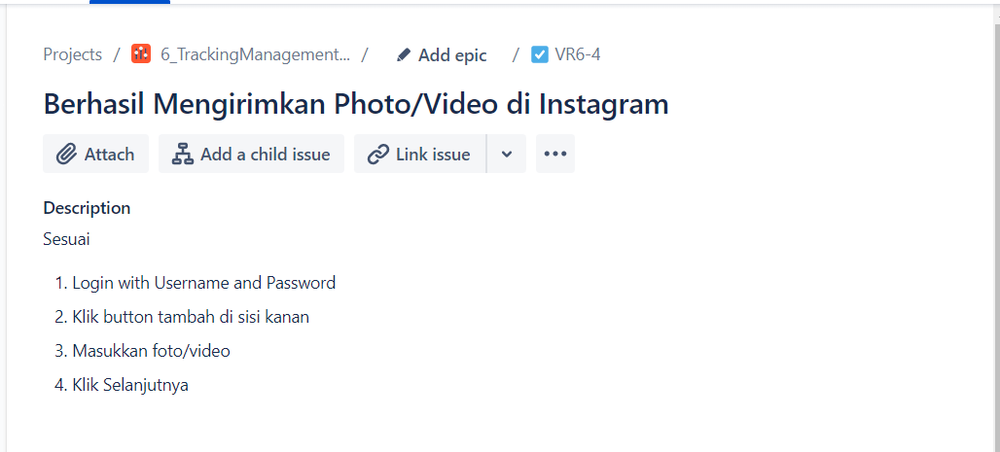 Projects / 6_TrackingManagement... / Add epic / VR6-4
Berhasil Mengirimkan Photo/Video di Instagram
Attach Add a child issue Link issue
Description
Sesuai
1. Login with Username and Password
2. Klik button tambah di sisi kanan
3. Masukkan foto/video
4. Klik Selanjutnya